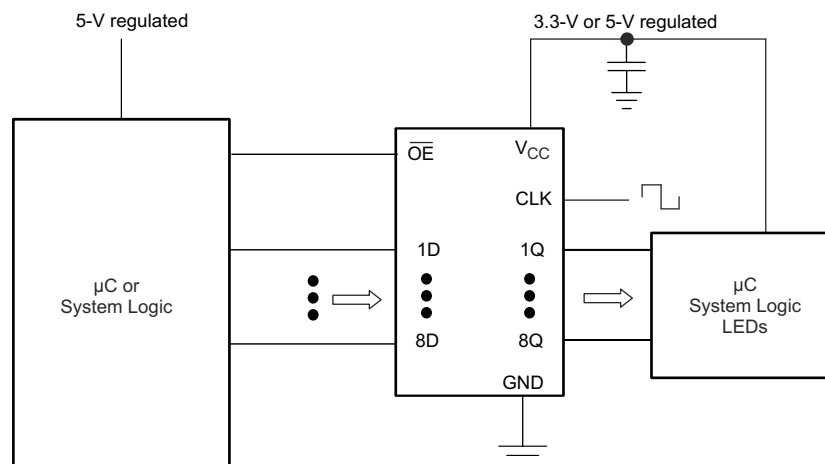 5-V regulated
3.3-V or 5-V regulated
OE
VCC
CLK
1D
1Q
µC or
System Logic
µC
System Logic
LEDs
8D
8Q
GND